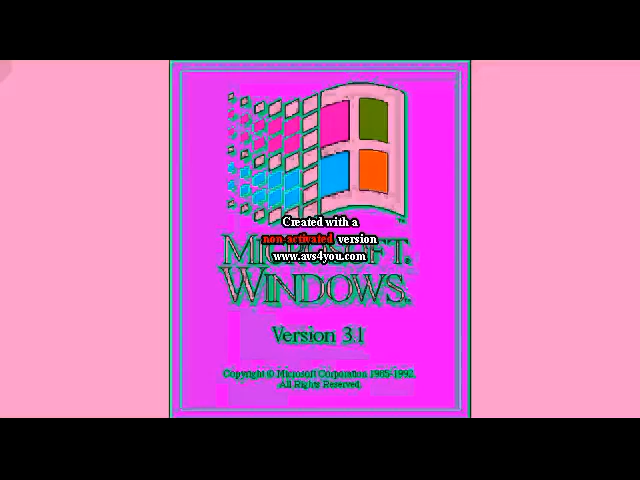 Created with a
non-activated version
www.avs4you.com
MICROSOFT.
WINDOWS.
Version 3.1
Copyright © Microsoft Corporation 1985-1992.
All Rights Reserved.